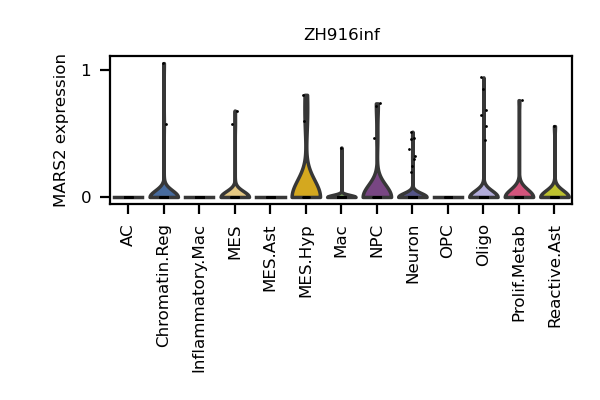 ZH916inf
MARS2 expression
1
0
AC
Chromatin.Reg
Inflammatory.Mac
MES
MES.Ast
MES.Hyp
Mac
NPC
Neuron
OPC
Oligo
Prolif.Metab
Reactive.Ast